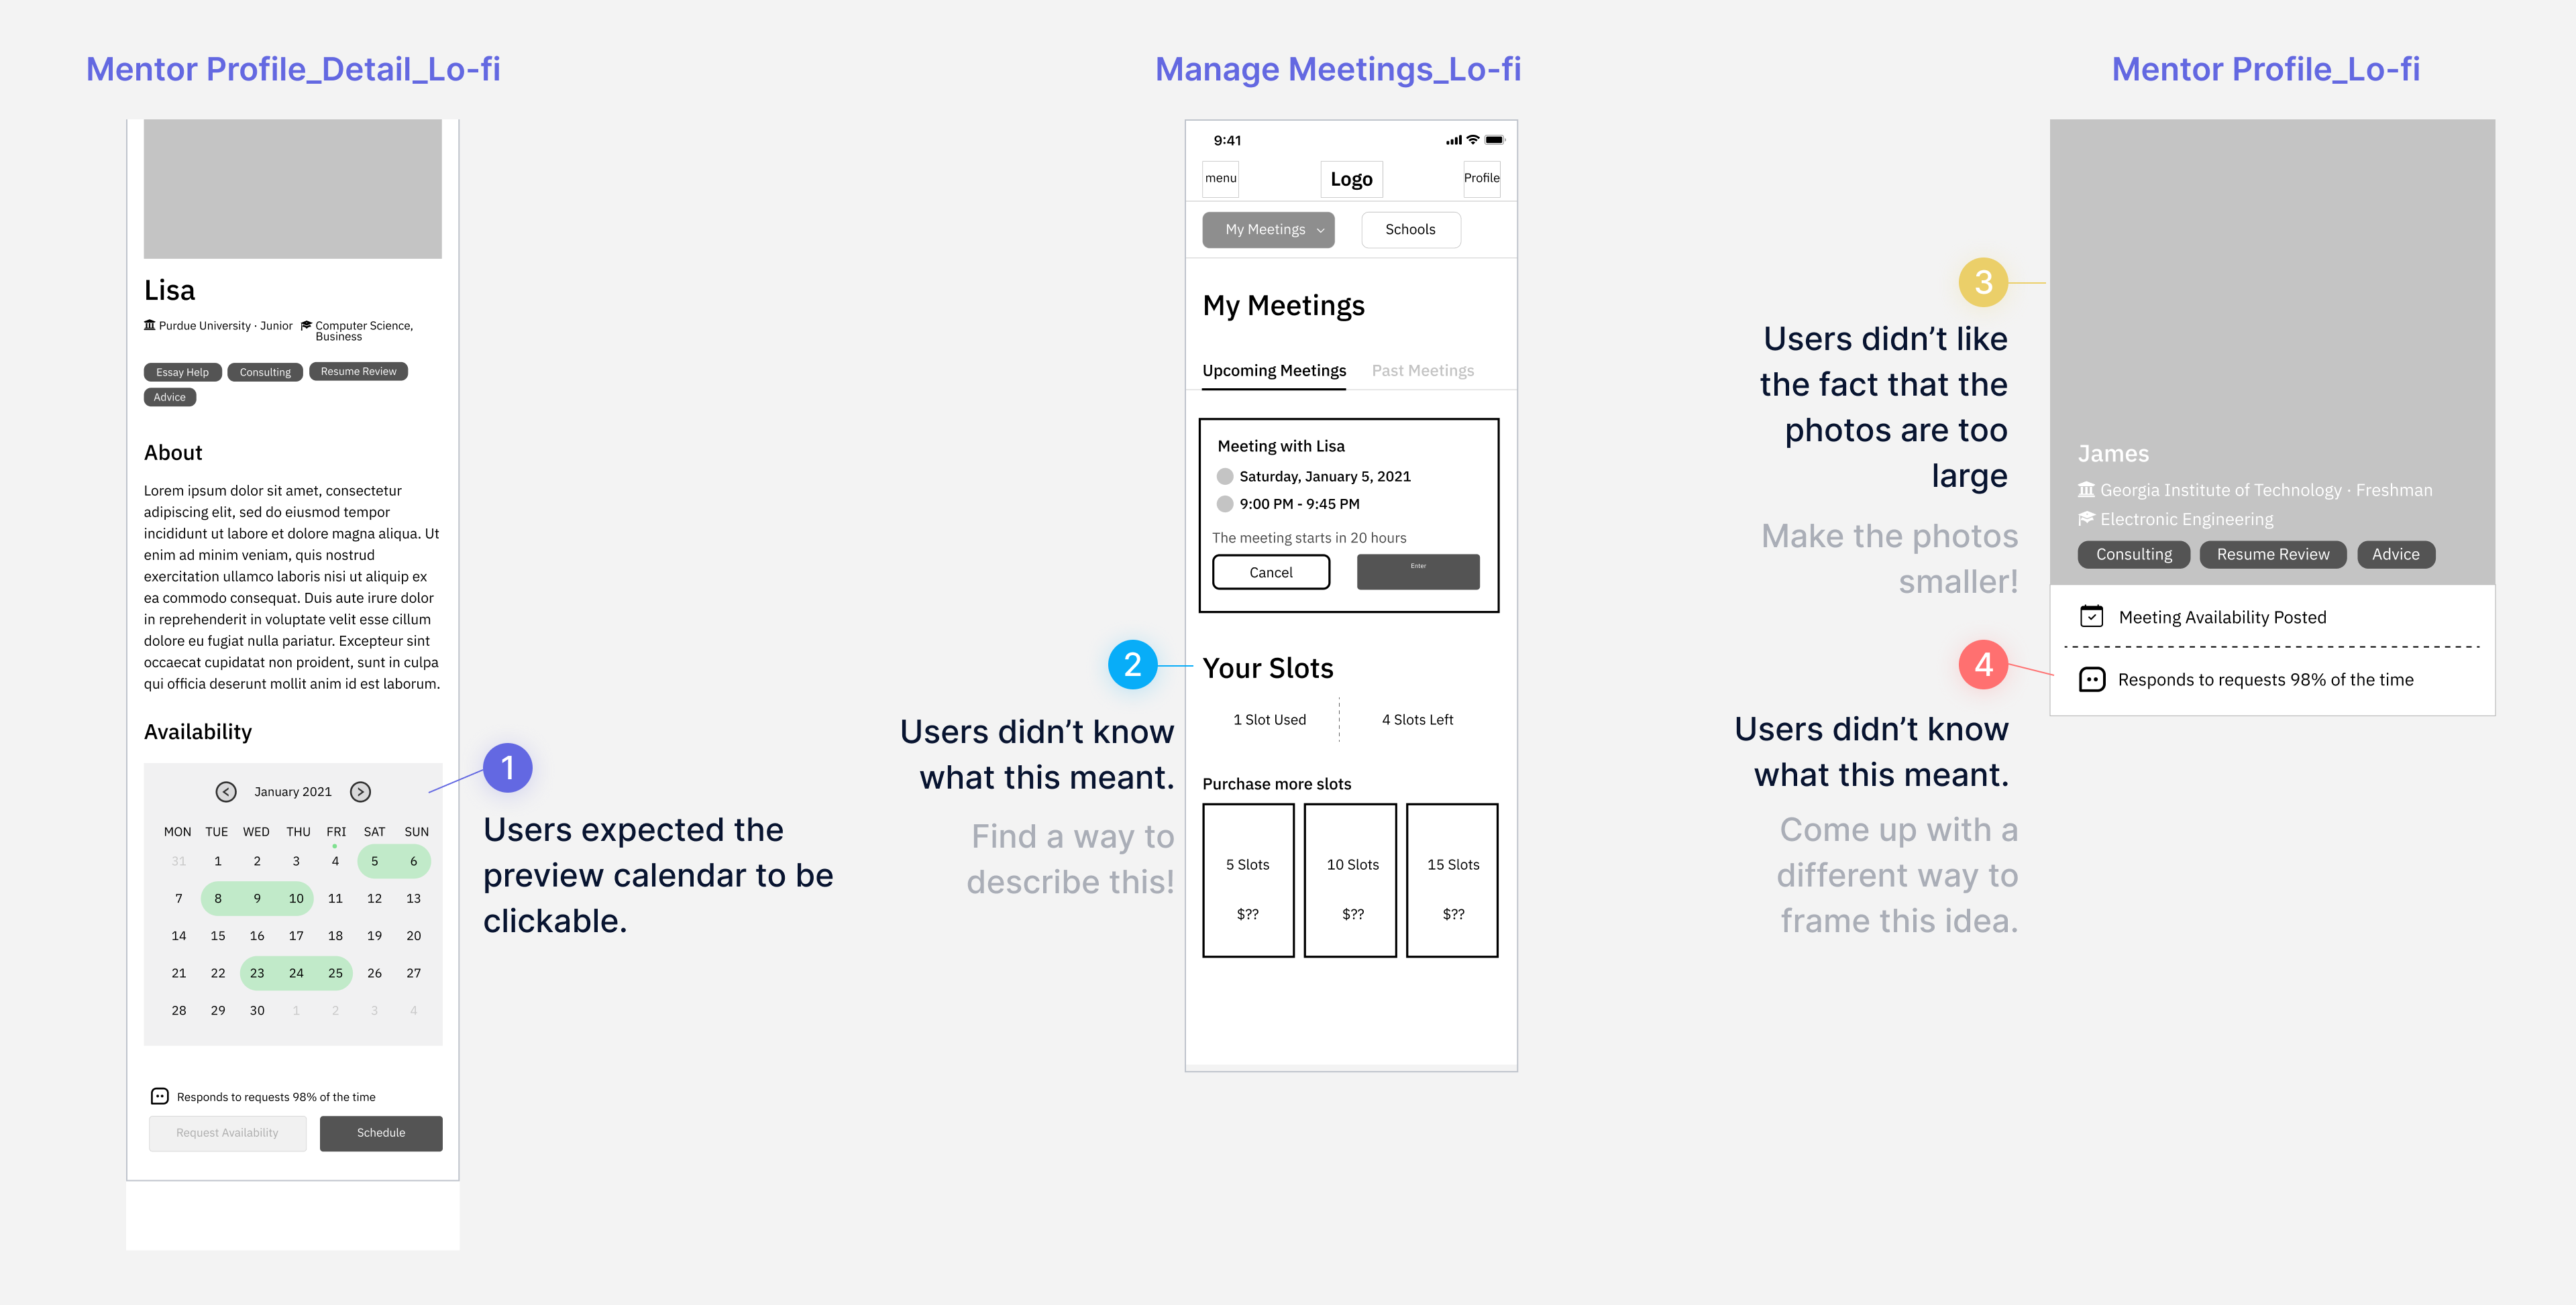 Mentor Profile_Detail_Lo-fi
Lisa
Purdue University · Junior
Computer Science,
Business
Essay Help
Consulting
Resume Review
Advice
About
Lorem ipsum dolor sit amet, consectetur
adipiscing elit, sed do eiusmod tempor
incididunt ut labore et dolore magna aliqua. Ut
enim ad minim veniam, quis nostrud
exercitation ullamco laboris nisi ut aliquip ex
ea commodo consequat. Duis aute irure dolor
in reprehenderit in voluptate velit esse cillum
dolore eu fugiat nulla pariatur. Excepteur sint
occaecat cupidatat non proident, sunt in culpa
qui officia deserunt mollit anim id est laborum.
Availability
January 2021
MON TUE WED THU FRI SAT SUN
31 1 2 3 4 5 6
7 8 9 10 11 12 13
14 15 16 17 18 19 20
21 22 23 24 25 26 27
28 29 30 1 2 3 4
Responds to requests 98% of the time
Request Availability
Schedule
1
Users expected the
preview calendar to be
clickable.
Manage Meetings_Lo-fi
9:41
menu
Logo
Profile
My Meetings
Schools
My Meetings
Upcoming Meetings
Past Meetings
Meeting with Lisa
Saturday, January 5, 2021
9:00 PM - 9:45 PM
The meeting starts in 20 hours
Cancel
Enter
Your Slots
1 Slot Used
4 Slots Left
Purchase more slots
5 Slots
$??
10 Slots
$??
15 Slots
$??
2
Users didn’t know
what this meant.
Find a way to
describe this!
Mentor Profile_Lo-fi
3
Users didn’t like
the fact that the
photos are too
large
Make the photos
smaller!
4
Users didn’t know
what this meant.
Come up with a
different way to
frame this idea.
James
Georgia Institute of Technology · Freshman
Electronic Engineering
Consulting
Resume Review
Advice
Meeting Availability Posted
Responds to requests 98% of the time